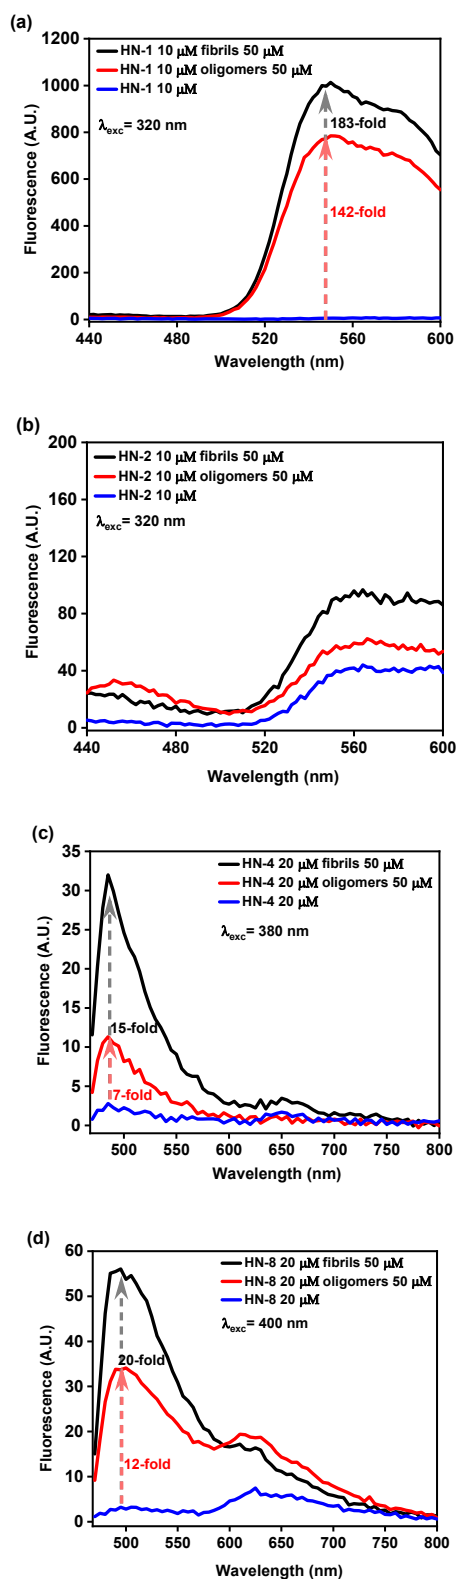 (a)
1200
1000
800
600
400
200
0
Fluorescence (A.U.)
HN-1 10 μM fibrils 50 μM
HN-1 10 μM oligomers 50 μM
HN-1 10 μM
λexc= 320 nm
183-fold
142-fold
440 480 520 560 600
Wavelength (nm)
(b)
200
160
120
80
40
0
Fluorescence (A.U.)
HN-2 10 μM fibrils 50 μM
HN-2 10 μM oligomers 50 μM
HN-2 10 μM
λexc= 320 nm
440 480 520 560 600
Wavelength (nm)
(c)
35
30
25
20
15
10
5
0
Fluorescence (A.U.)
HN-4 20 μM fibrils 50 μM
HN-4 20 μM oligomers 50 μM
HN-4 20 μM
λexc= 380 nm
15-fold
7-fold
500 550 600 650 700 750 800
Wavelength (nm)
(d)
60
50
40
30
20
10
0
Fluorescence (A.U.)
HN-8 20 μM fibrils 50 μM
HN-8 20 μM oligomers 50 μM
HN-8 20 μM
λexc= 400 nm
20-fold
12-fold
500 550 600 650 700 750 800
Wavelength (nm)